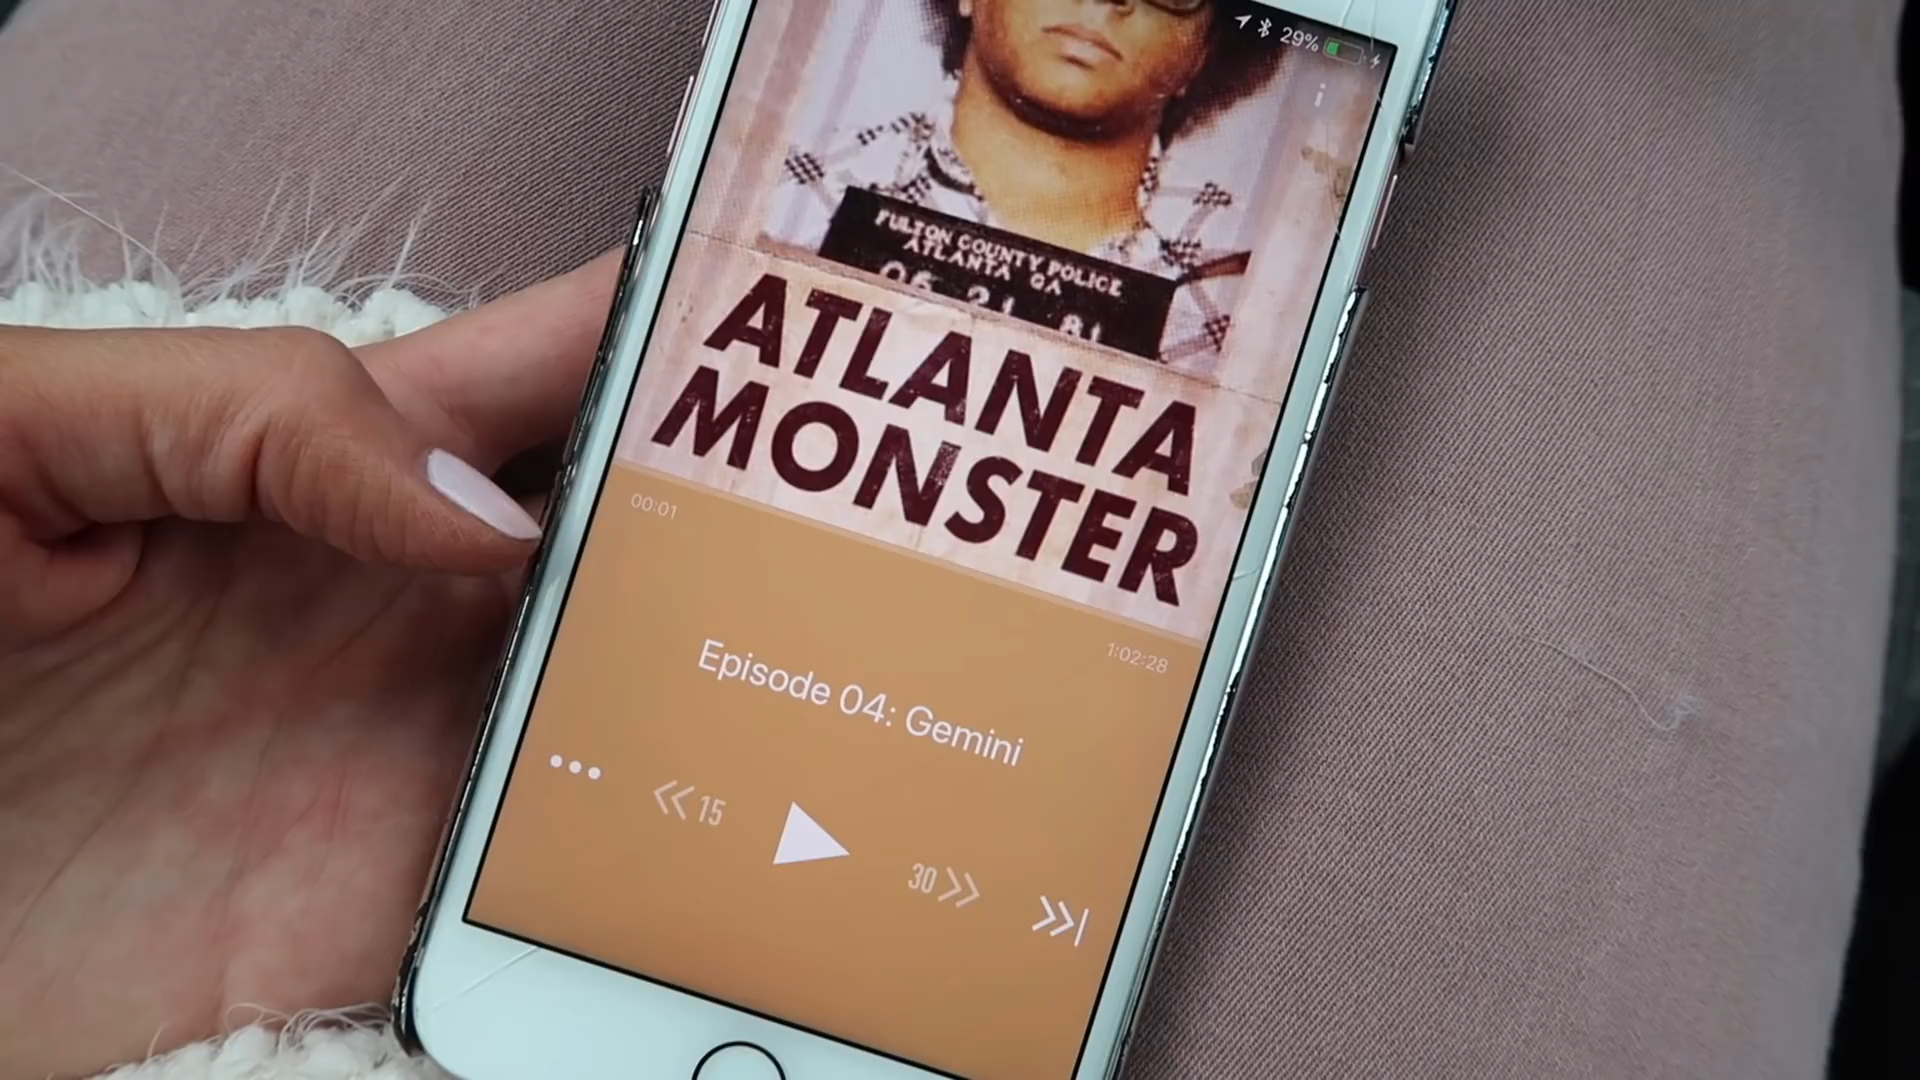 29%
i
FULTON COUNTY POLICE
ATLANTA GA
06 21 81
ATLANTA
MONSTER
00:01
1:02:28
Episode 04: Gemini
15
30